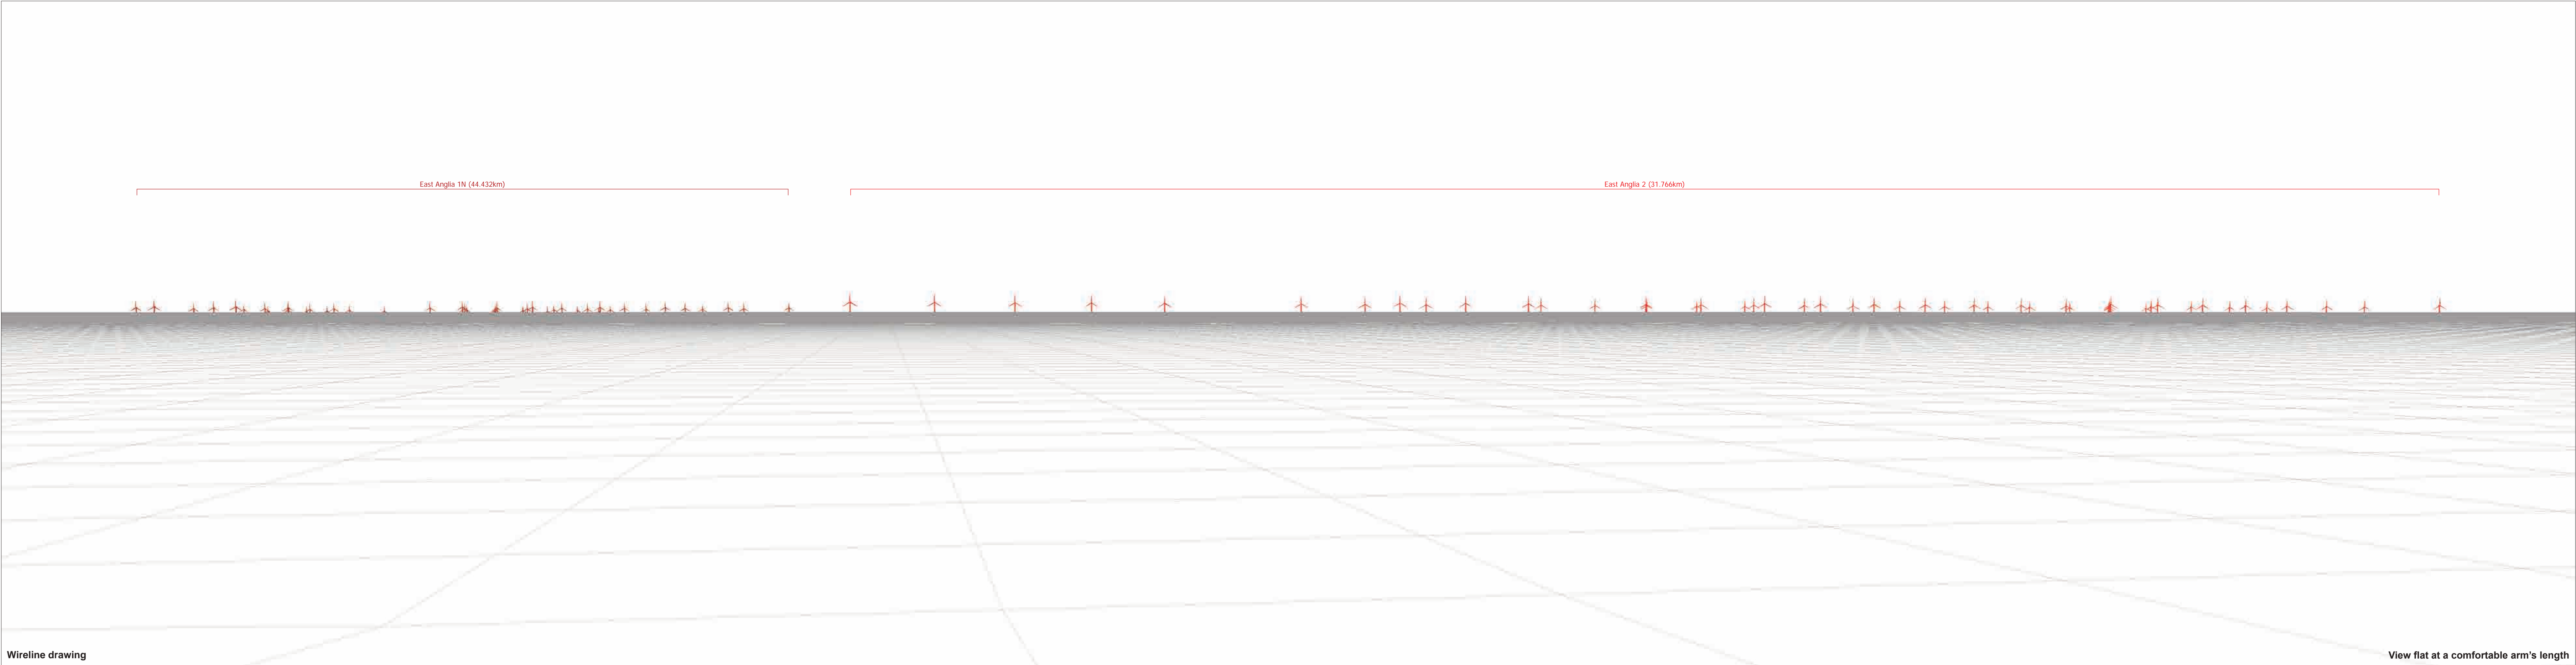 East Anglia 1N (44.432km)
East Anglia 2 (31.766km)
Wireline drawing
View flat at a comfortable arm's length